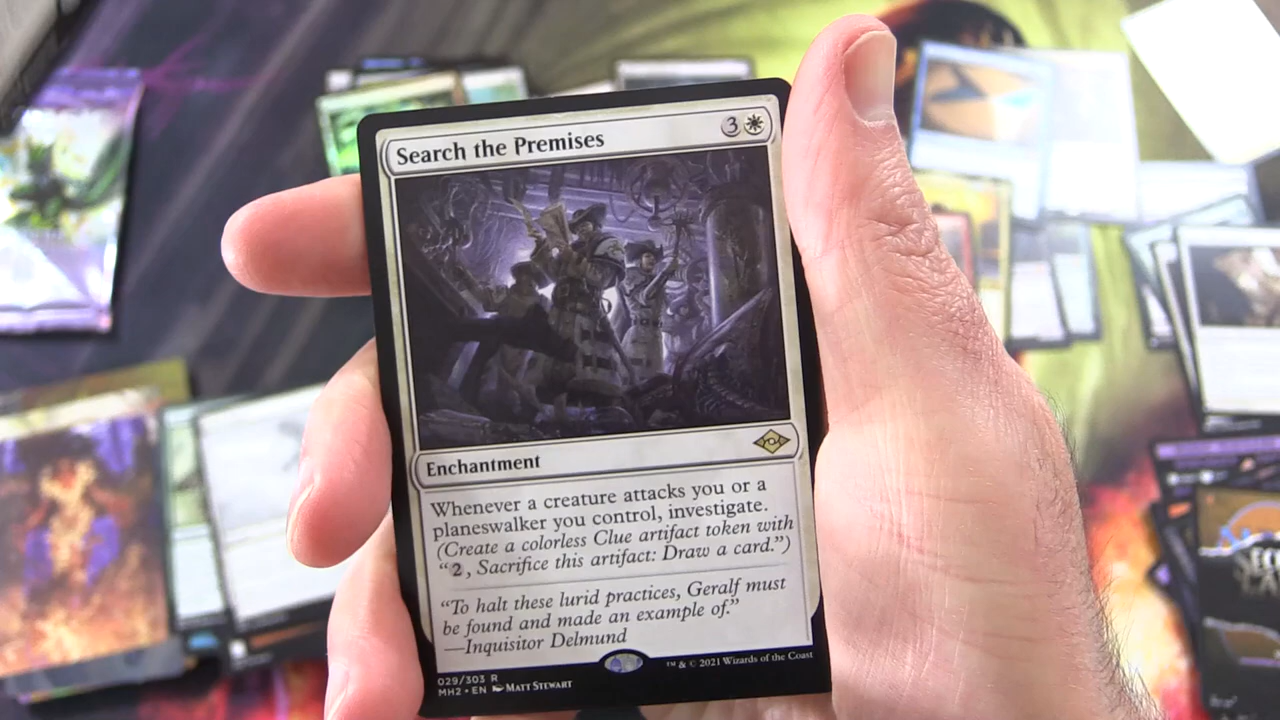 Search the Premises 3
Enchantment
Whenever a creature attacks you or a
planeswalker you control, investigate.
(Create a colorless Clue artifact token with
“2, Sacrifice this artifact: Draw a card.”)
“To halt these lurid practices, Geralf must
be found and made an example of.”
—Inquisitor Delmund
029/303 R
MH2 • EN Matt Stewart
™ & © 2021 Wizards of the Coast